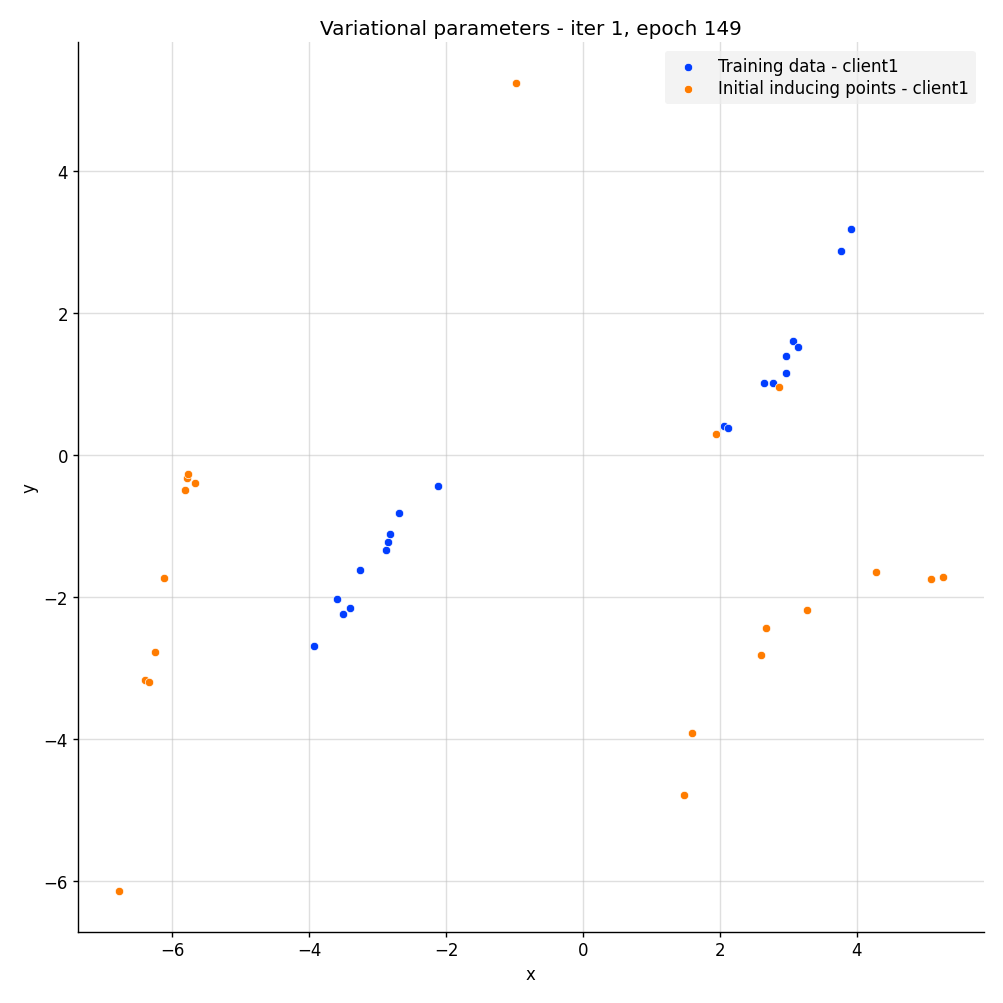 Variational parameters - iter 1, epoch 149
Training data - client1
Initial inducing points - client1
4
2
0
−2
−4
−6
y
−6 −4 −2 0 2 4
x